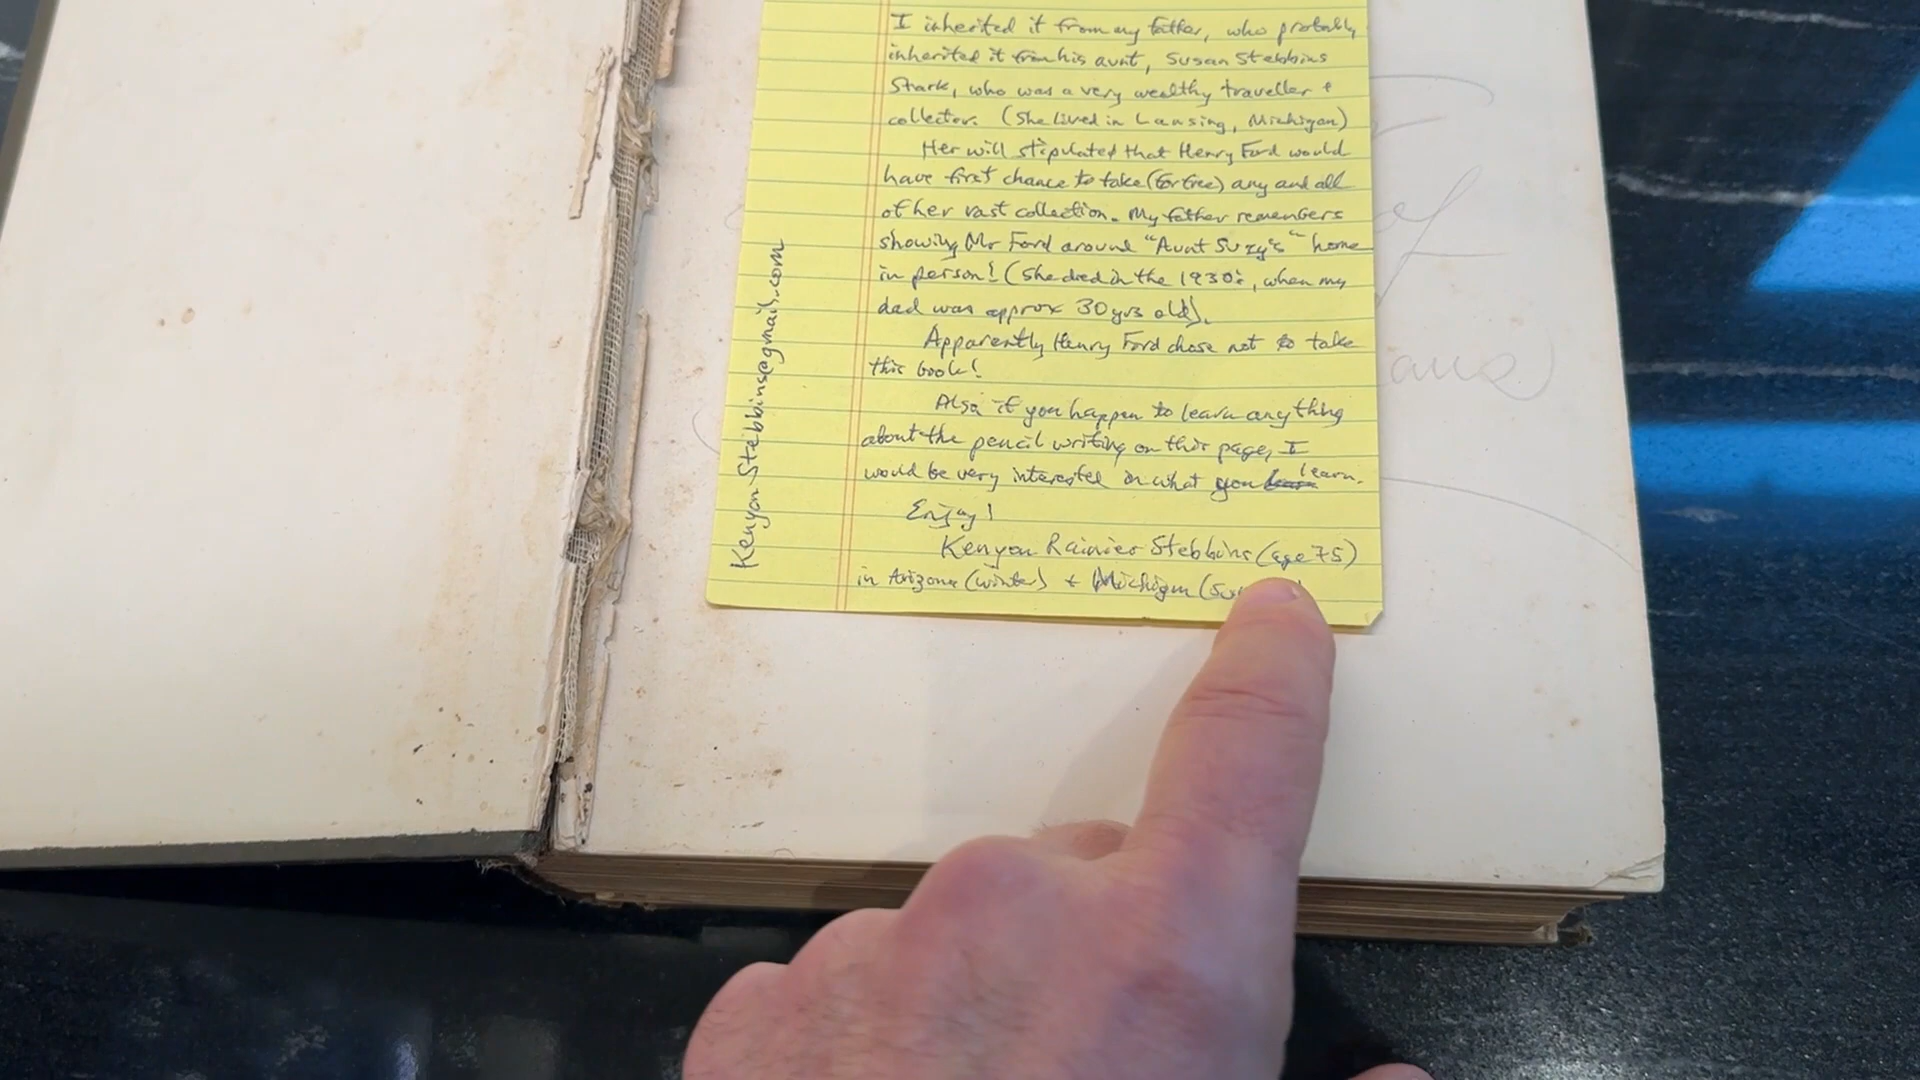 I inherited it from my father, who probably
inherited it from his aunt, Susan Stebbins
Stark, who was a very wealthy traveller &
collector. (She lived in Lansing, Michigan)
Her will stipulated that Henry Ford would
have first chance to take (for free) any and all
of her vast collection. My father remembers
showing Mr Ford around "Aunt Suzy's" home
in person! (She died in the 1930s, when my
dad was approx 30 yrs old).
Apparently Henry Ford chose not to take
this book!
Also if you happen to learn anything
about the pencil writing on this page, I
would be very interested in what you learn.
Enjoy!
Kenyon Rainier Stebbins (age 75)
in Arizona (winter) & Michigan
Kenyon.Stebbins@gmail.com
of